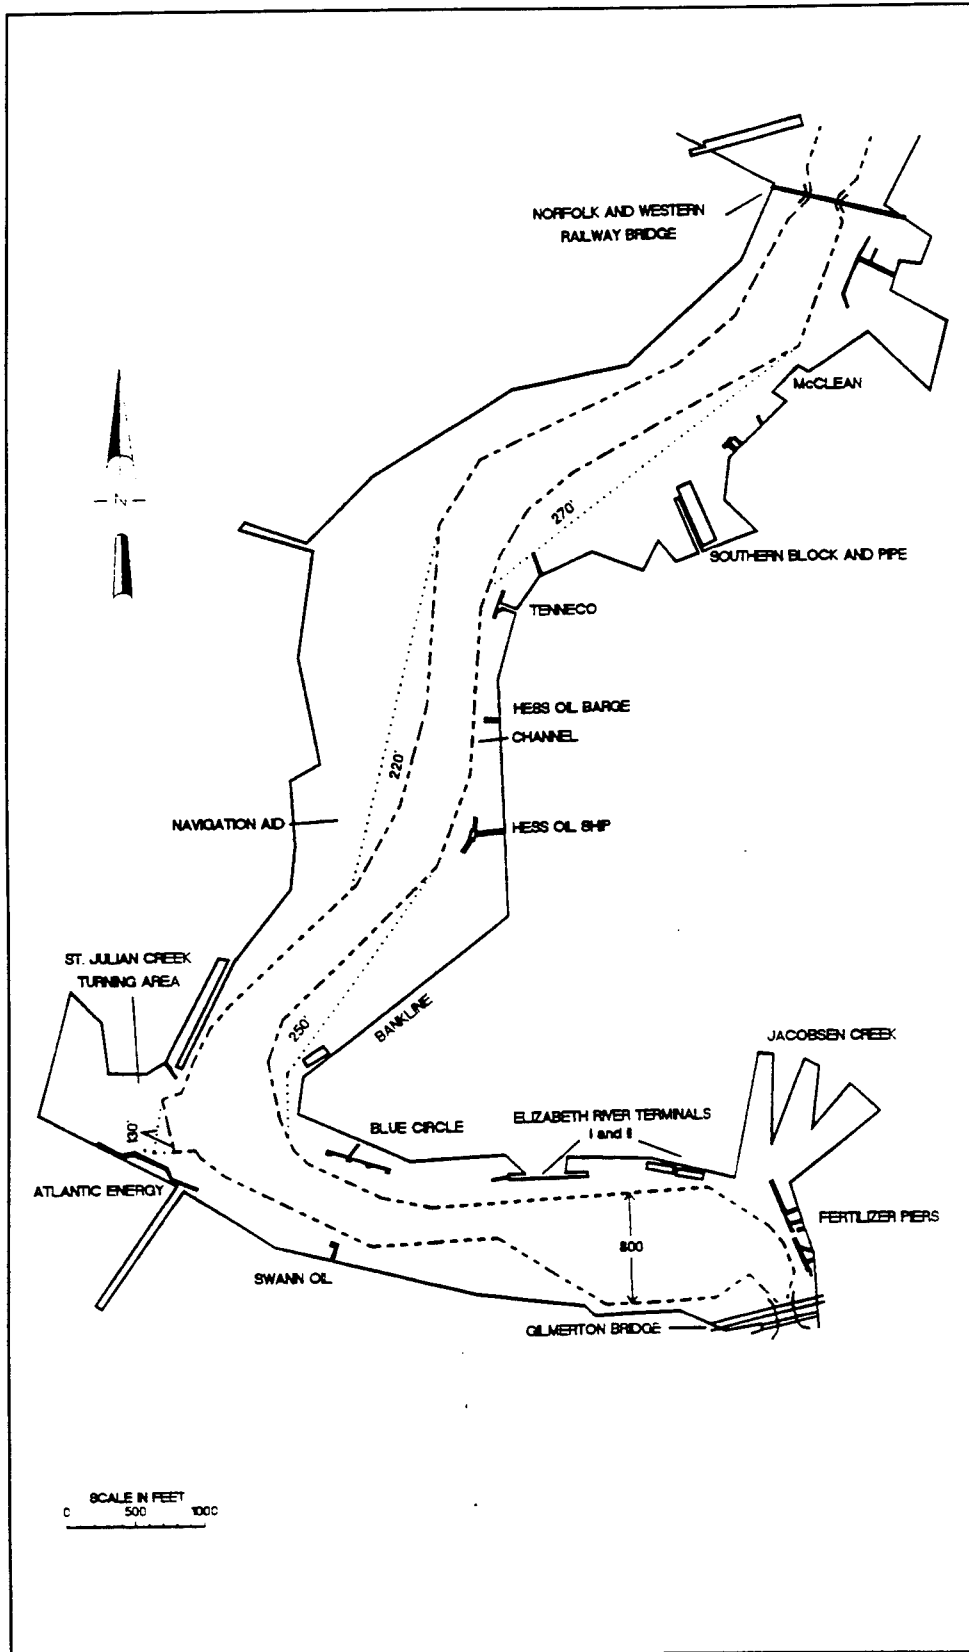 NORFOLK AND WESTERN
RAILWAY BRIDGE
McCLEAN
N
270'
SOUTHERN BLOCK AND PIPE
TENNECO
HESS OIL BARGE
CHANNEL
220'
NAVIGATION AID
HESS OIL SHIP
ST. JULIAN CREEK
TURNING AREA
BANKLINE
250'
JACOBSEN CREEK
ELIZABETH RIVER TERMINALS
I and II
BLUE CIRCLE
130'
ATLANTIC ENERGY
FERTILIZER PIERS
800
SWANN OIL
GILMERTON BRIDGE
SCALE IN FEET
0 500 1000